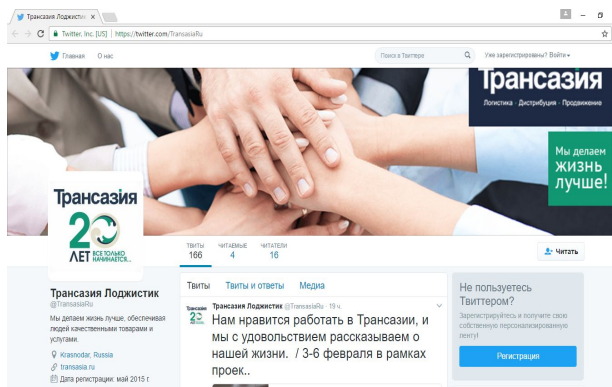 Трансазия Лоджистик
Twitter, Inc. [US] | https://twitter.com/TransasiaRu
Главная О нас
Поиск в Твиттере
Уже зарегистрированы? Войти
Трансазия
Логистика · Дистрибуция · Продвижение
Мы делаем
жизнь
лучше!
Трансазия
20
ЛЕТ ВСЕ ТОЛЬКО
НАЧИНАЕТСЯ...
ТВИТЫ ЧИТАЕМЫЕ ЧИТАТЕЛИ
166 4 16
Читать
Трансазия Лоджистик
@TransasiaRu
Мы делаем жизнь лучше, обеспечивая
людей качественными товарами и
услугами.
Krasnodar, Russia
transasia.ru
Дата регистрации: май 2015 г.
Твиты Твиты и ответы Медиа
Трансазия Лоджистик @TransasiaRu · 19 ч.
Нам нравится работать в Трансазии, и
мы с удовольствием рассказываем о
нашей жизни. / 3-6 февраля в рамках
проек..
Не пользуетесь
Твиттером?
Зарегистрируйтесь и получите свою
собственную персонализированную
ленту!
Регистрация